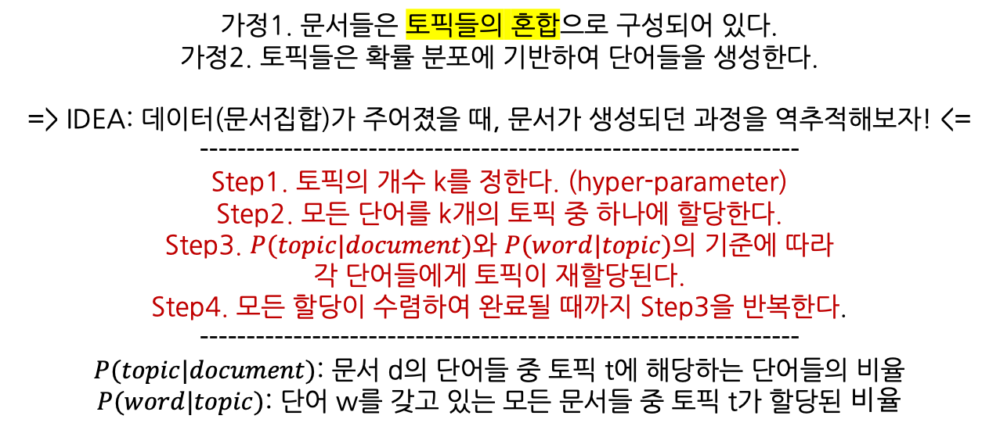 가정1. 문서들은 토픽들의 혼합으로 구성되어 있다.
가정2. 토픽들은 확률 분포에 기반하여 단어들을 생성한다.
=> IDEA: 데이터(문서집합)가 주어졌을 때, 문서가 생성되던 과정을 역추적해보자! <=
----------------------------------------------------------------
Step1. 토픽의 개수 k를 정한다. (hyper-parameter)
Step2. 모든 단어를 k개의 토픽 중 하나에 할당한다.
Step3. P(topic|document)와 P(word|topic)의 기준에 따라
각 단어들에게 토픽이 재할당된다.
Step4. 모든 할당이 수렴하여 완료될 때까지 Step3을 반복한다.
----------------------------------------------------------------
P(topic|document): 문서 d의 단어들 중 토픽 t에 해당하는 단어들의 비율
P(word|topic): 단어 w를 갖고 있는 모든 문서들 중 토픽 t가 할당된 비율